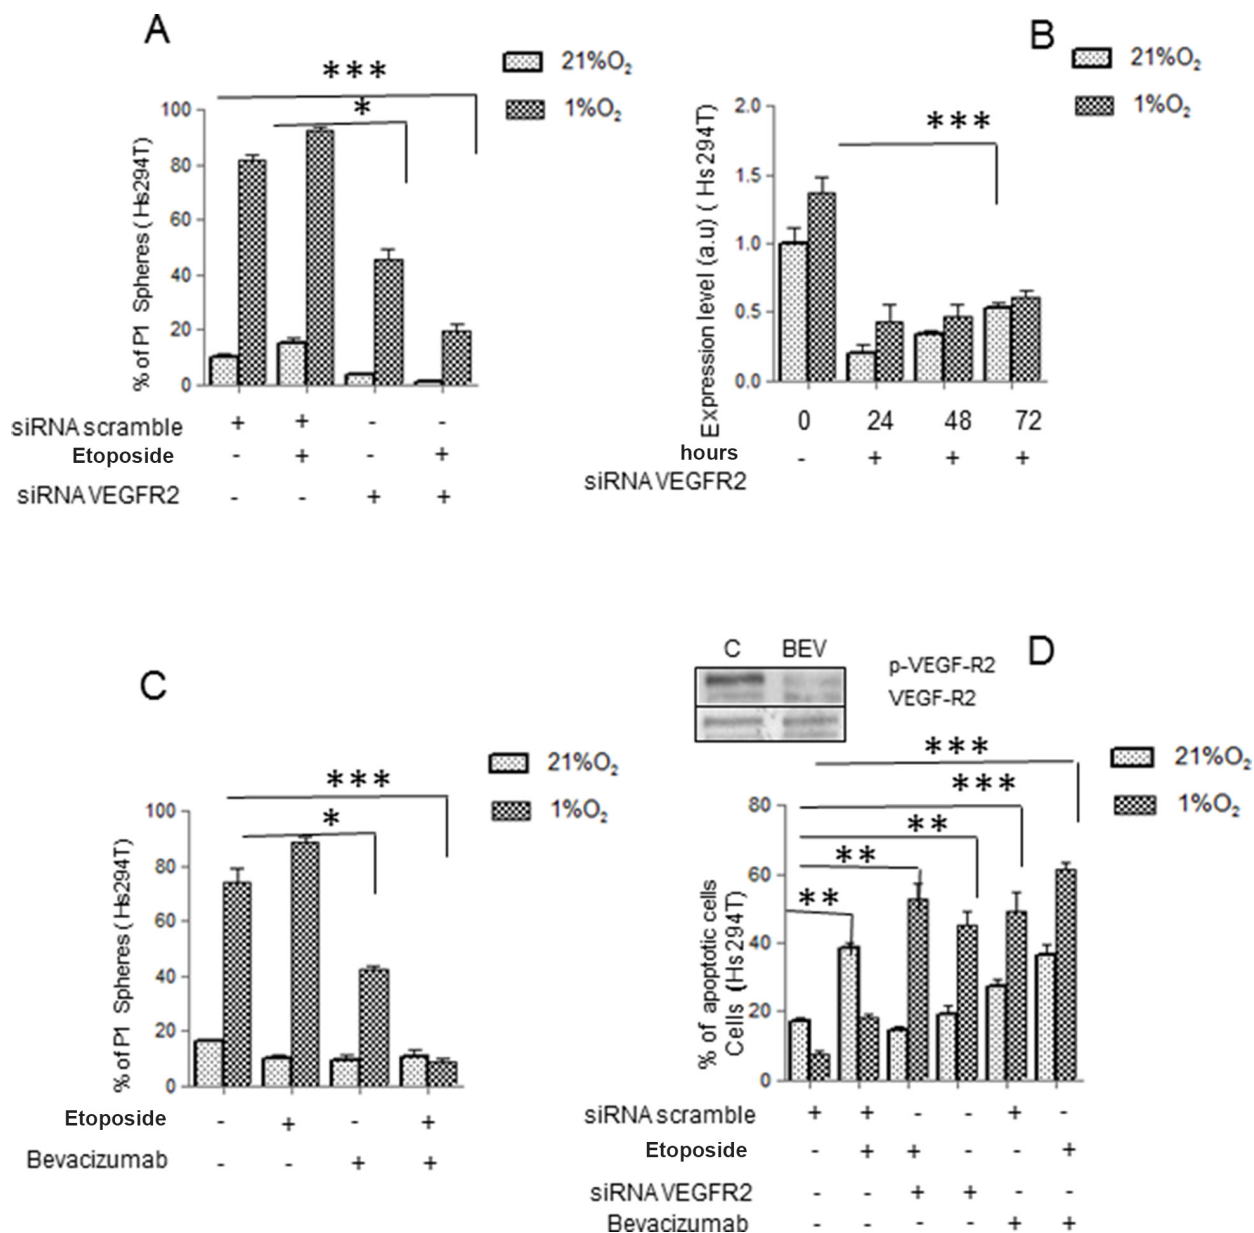 A
21%O₂
1%O₂
***
*
100
80
60
40
20
0
% of P1 Spheres ( Hs294T)
siRNA scramble + + - -
Etoposide - + - +
siRNA VEGFR2 - - + +
B
21%O₂
1%O₂
***
2.0
1.5
1.0
0.5
0.0
Expression level (a.u) ( Hs294T)
0 24 48 72
hours
- + + +
siRNA VEGFR2
C
21%O₂
1%O₂
***
*
100
80
60
40
20
0
% of P1 Spheres ( Hs294T)
Etoposide - + - +
Bevacizumab - - + +
C BEV
p-VEGF-R2
VEGF-R2
D
21%O₂
1%O₂
***
***
**
**
**
80
60
40
20
0
% of apoptotic cells
Cells (Hs294T)
siRNA scramble + + - - + -
Etoposide - + + - - +
siRNA VEGFR2 - - + + - -
Bevacizumab - - - - + +